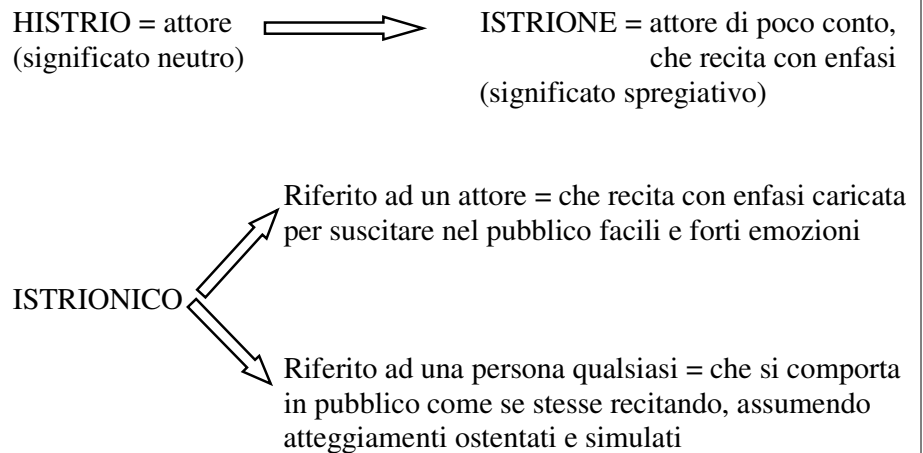 HISTRIO = attore
(significato neutro)
ISTRIONE = attore di poco conto,
che recita con enfasi
(significato spregiativo)
Riferito ad un attore = che recita con enfasi caricata
per suscitare nel pubblico facili e forti emozioni
ISTRIONICO
Riferito ad una persona qualsiasi = che si comporta
in pubblico come se stesse recitando, assumendo
atteggiamenti ostentati e simulati